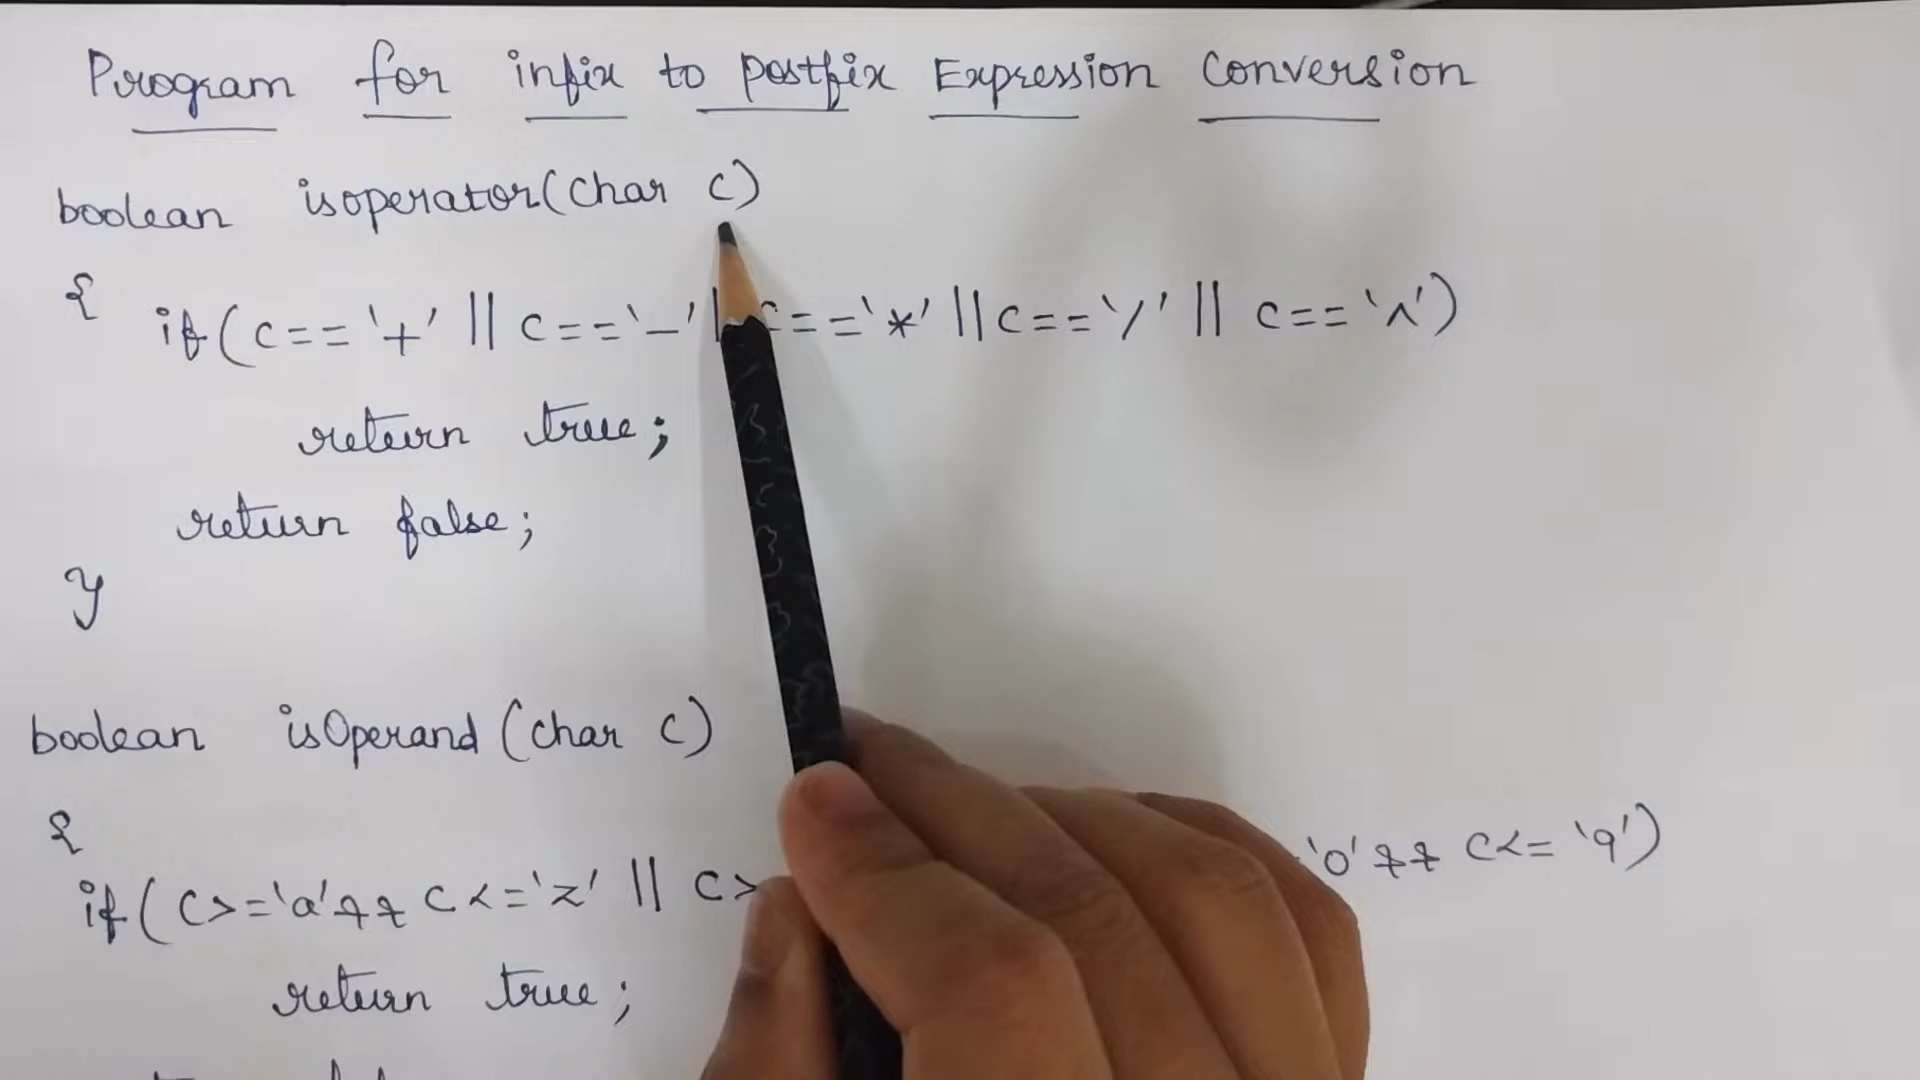 Program for infix to postfix Expression Conversion
boolean isoperator(char c)
{ if(c=='+' || c=='-' || c=='*' || c=='/' || c=='^')
return true;
return false;
}
boolean isOperand (char c)
{
if( c>='a' && c<='z' || c> '0' && c<= '9')
return true;